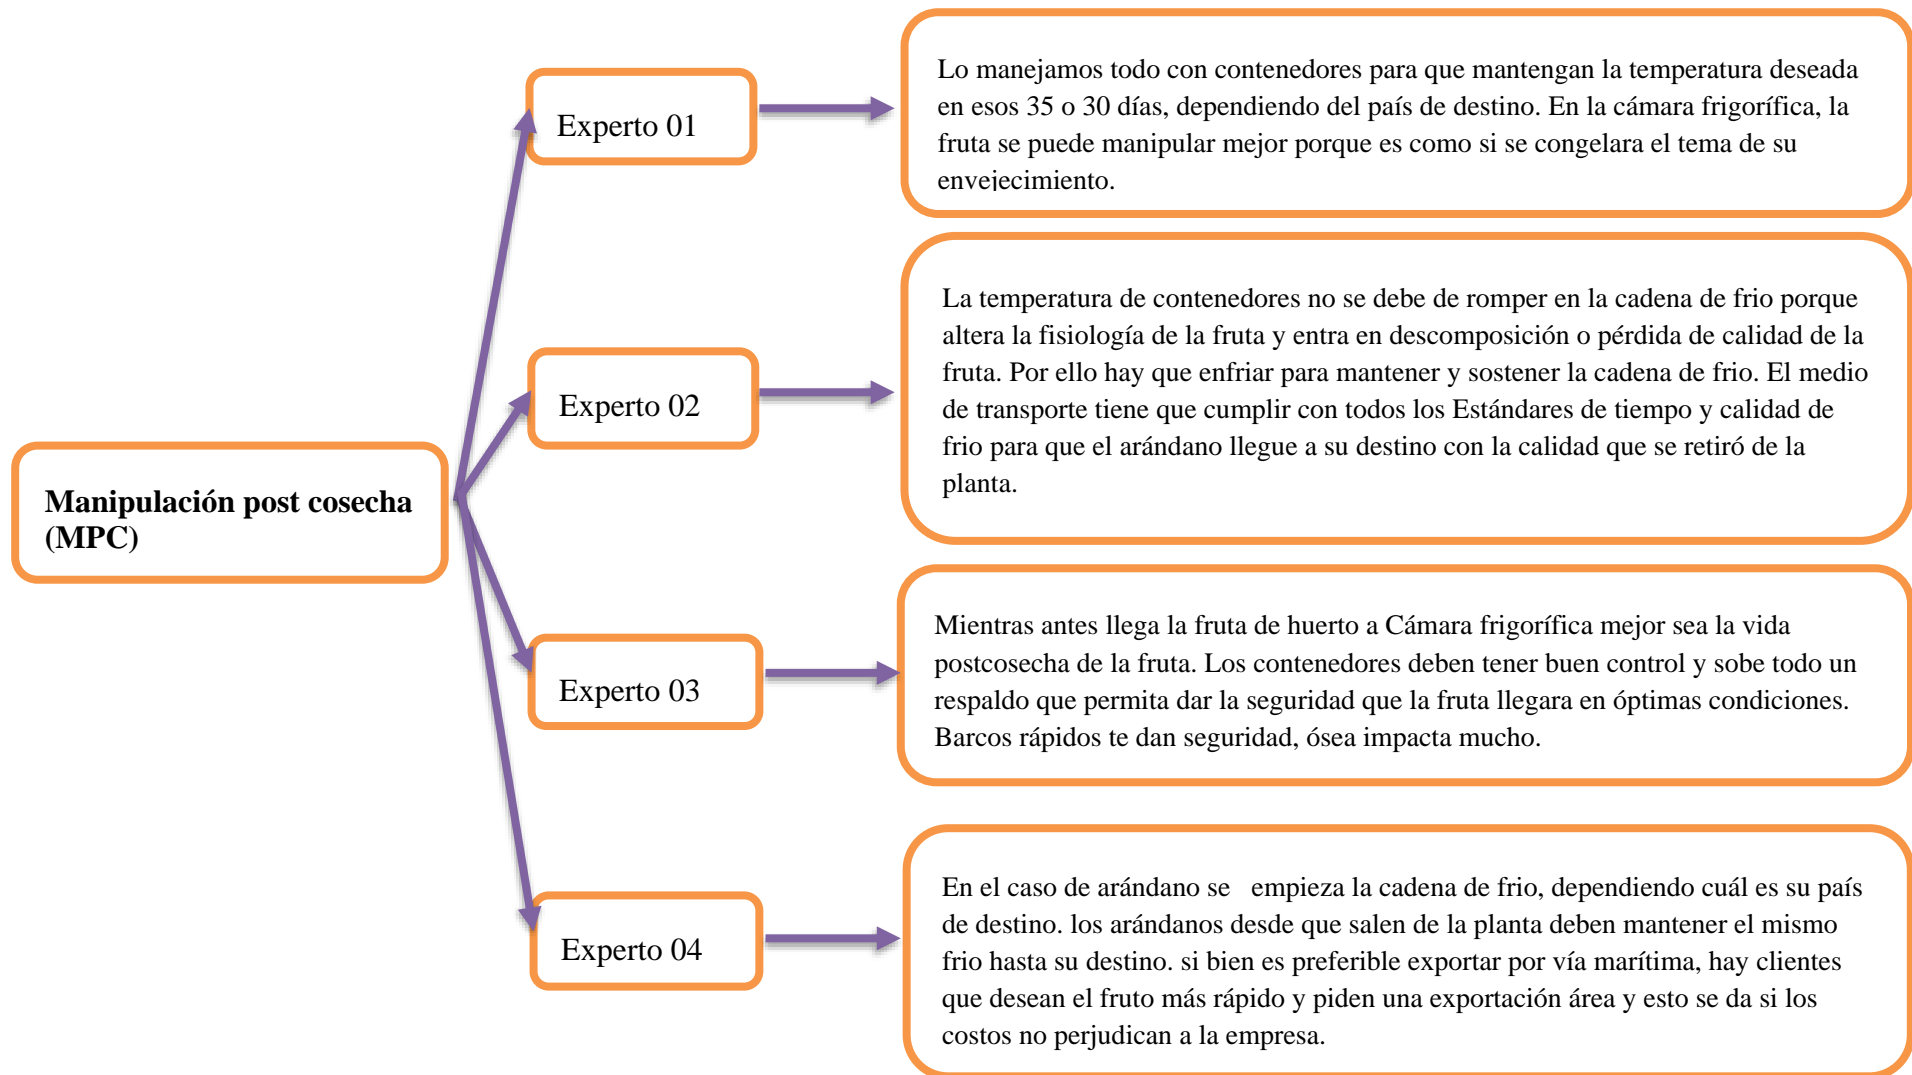 Manipulación post cosecha
(MPC)
Experto 01
Lo manejamos todo con contenedores para que mantengan la temperatura deseada
en esos 35 o 30 días, dependiendo del país de destino. En la cámara frigorífica, la
fruta se puede manipular mejor porque es como si se congelara el tema de su
envejecimiento.
Experto 02
La temperatura de contenedores no se debe de romper en la cadena de frio porque
altera la fisiología de la fruta y entra en descomposición o pérdida de calidad de la
fruta. Por ello hay que enfriar para mantener y sostener la cadena de frio. El medio
de transporte tiene que cumplir con todos los Estándares de tiempo y calidad de
frio para que el arándano llegue a su destino con la calidad que se retiró de la
planta.
Experto 03
Mientras antes llega la fruta de huerto a Cámara frigorífica mejor sea la vida
postcosecha de la fruta. Los contenedores deben tener buen control y sobe todo un
respaldo que permita dar la seguridad que la fruta llegara en óptimas condiciones.
Barcos rápidos te dan seguridad, ósea impacta mucho.
Experto 04
En el caso de arándano se empieza la cadena de frio, dependiendo cuál es su país
de destino. los arándanos desde que salen de la planta deben mantener el mismo
frio hasta su destino. si bien es preferible exportar por vía marítima, hay clientes
que desean el fruto más rápido y piden una exportación área y esto se da si los
costos no perjudican a la empresa.